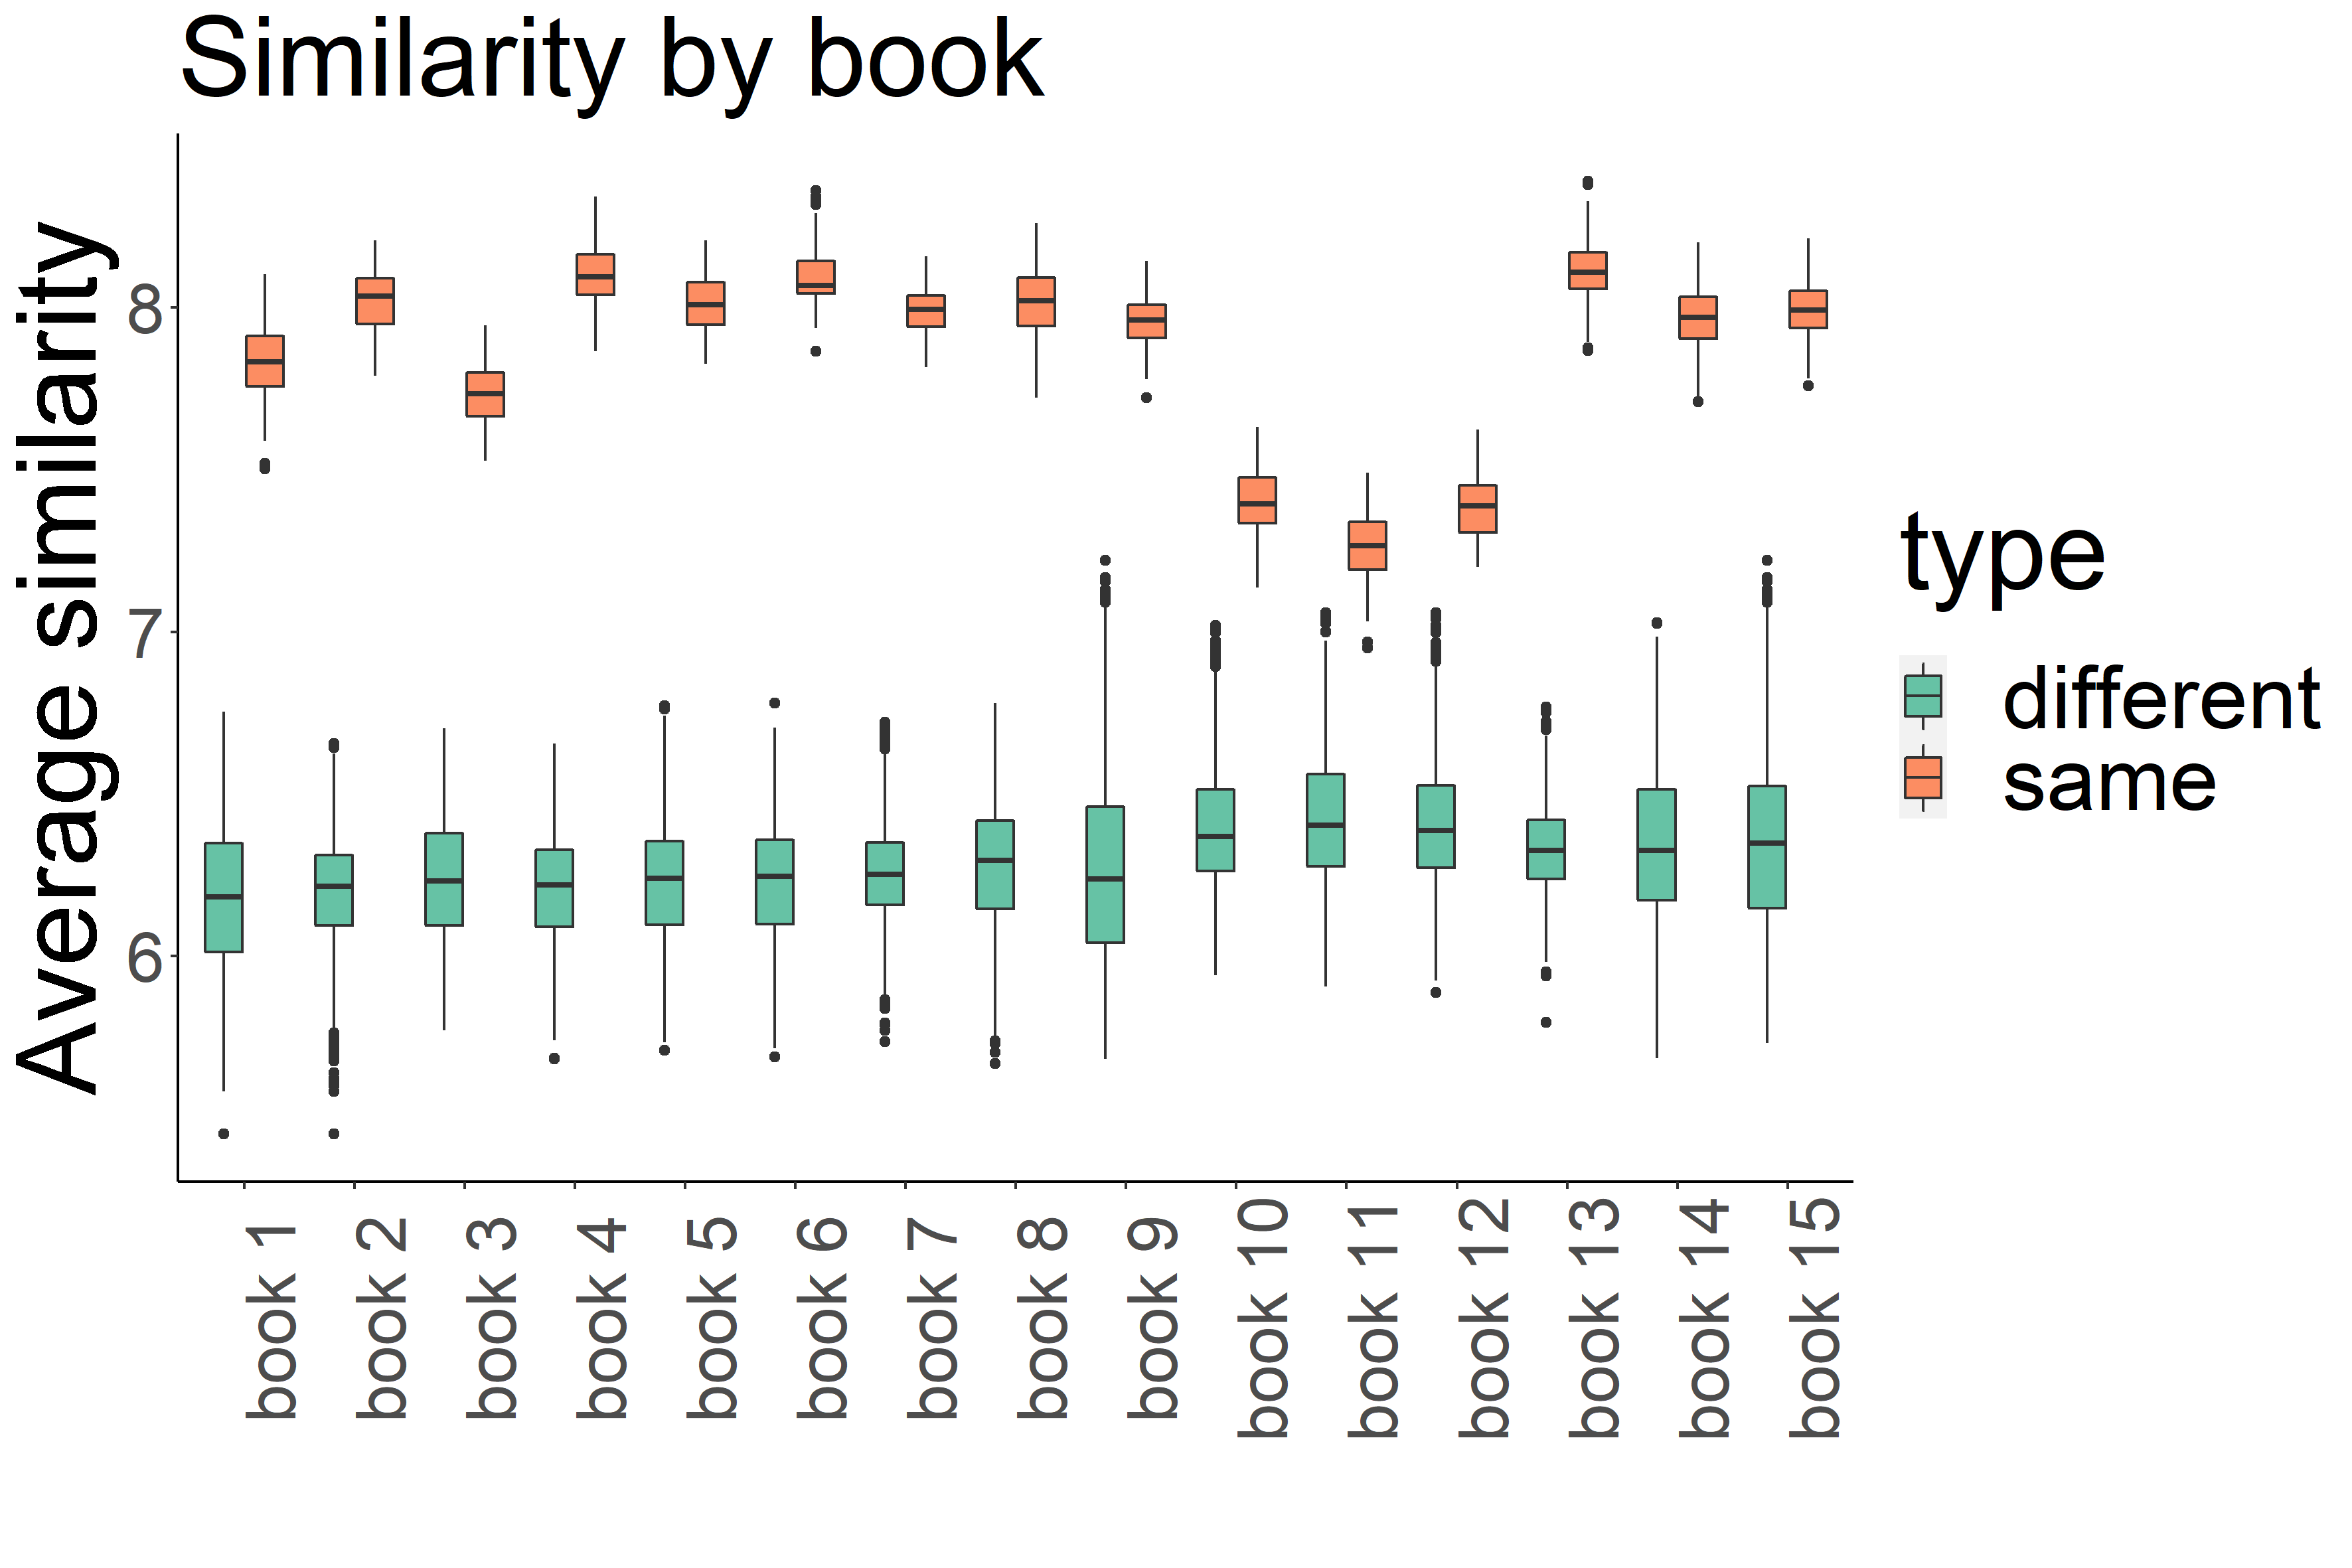 Similarity by book
Average similarity
8
7
6
book 1
book 2
book 3
book 4
book 5
book 6
book 7
book 8
book 9
book 10
book 11
book 12
book 13
book 14
book 15
type
different
same